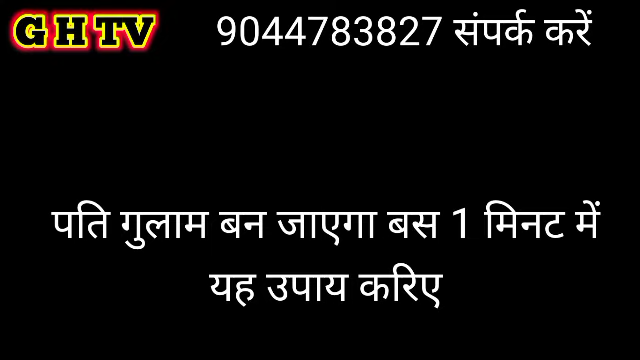 G H TV
9044783827 संपर्क करें
पति गुलाम बन जाएगा बस 1 मिनट में
यह उपाय करिए